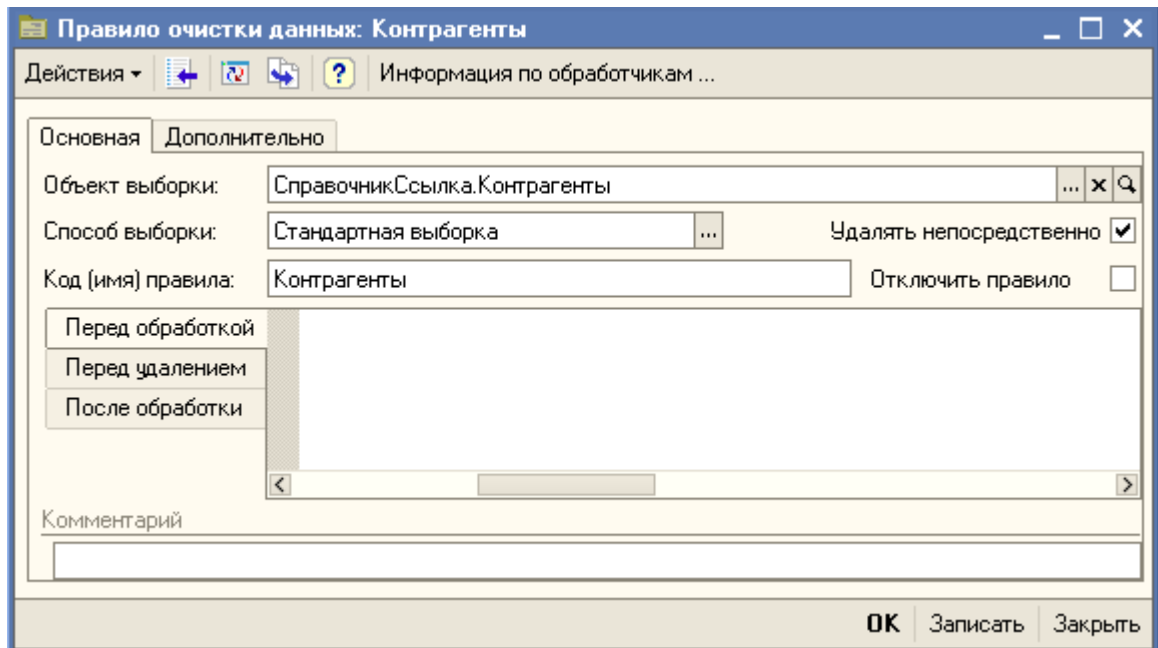 Правило очистки данных: Контрагенты
Действия Информация по обработчикам ...
Основная Дополнительно
Объект выборки: СправочникСсылка.Контрагенты ... x
Способ выборки: Стандартная выборка ... Удалять непосредственно
Код (имя) правила: Контрагенты Отключить правило
Перед обработкой
Перед удалением
После обработки
Комментарий
OK Записать Закрыть